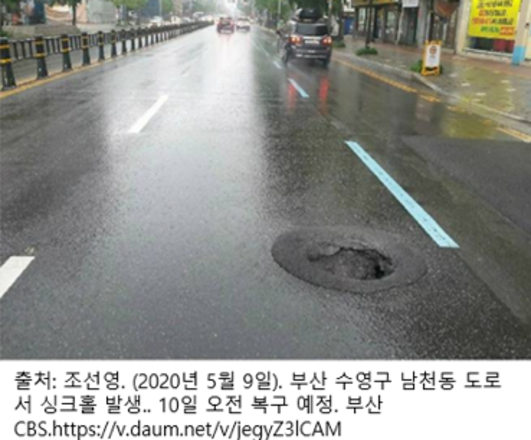 출처: 조선영. (2020년 5월 9일). 부산 수영구 남천동 도로
서 싱크홀 발생.. 10일 오전 복구 예정. 부산
CBS.https://v.daum.net/v/jegyZ3lCAM